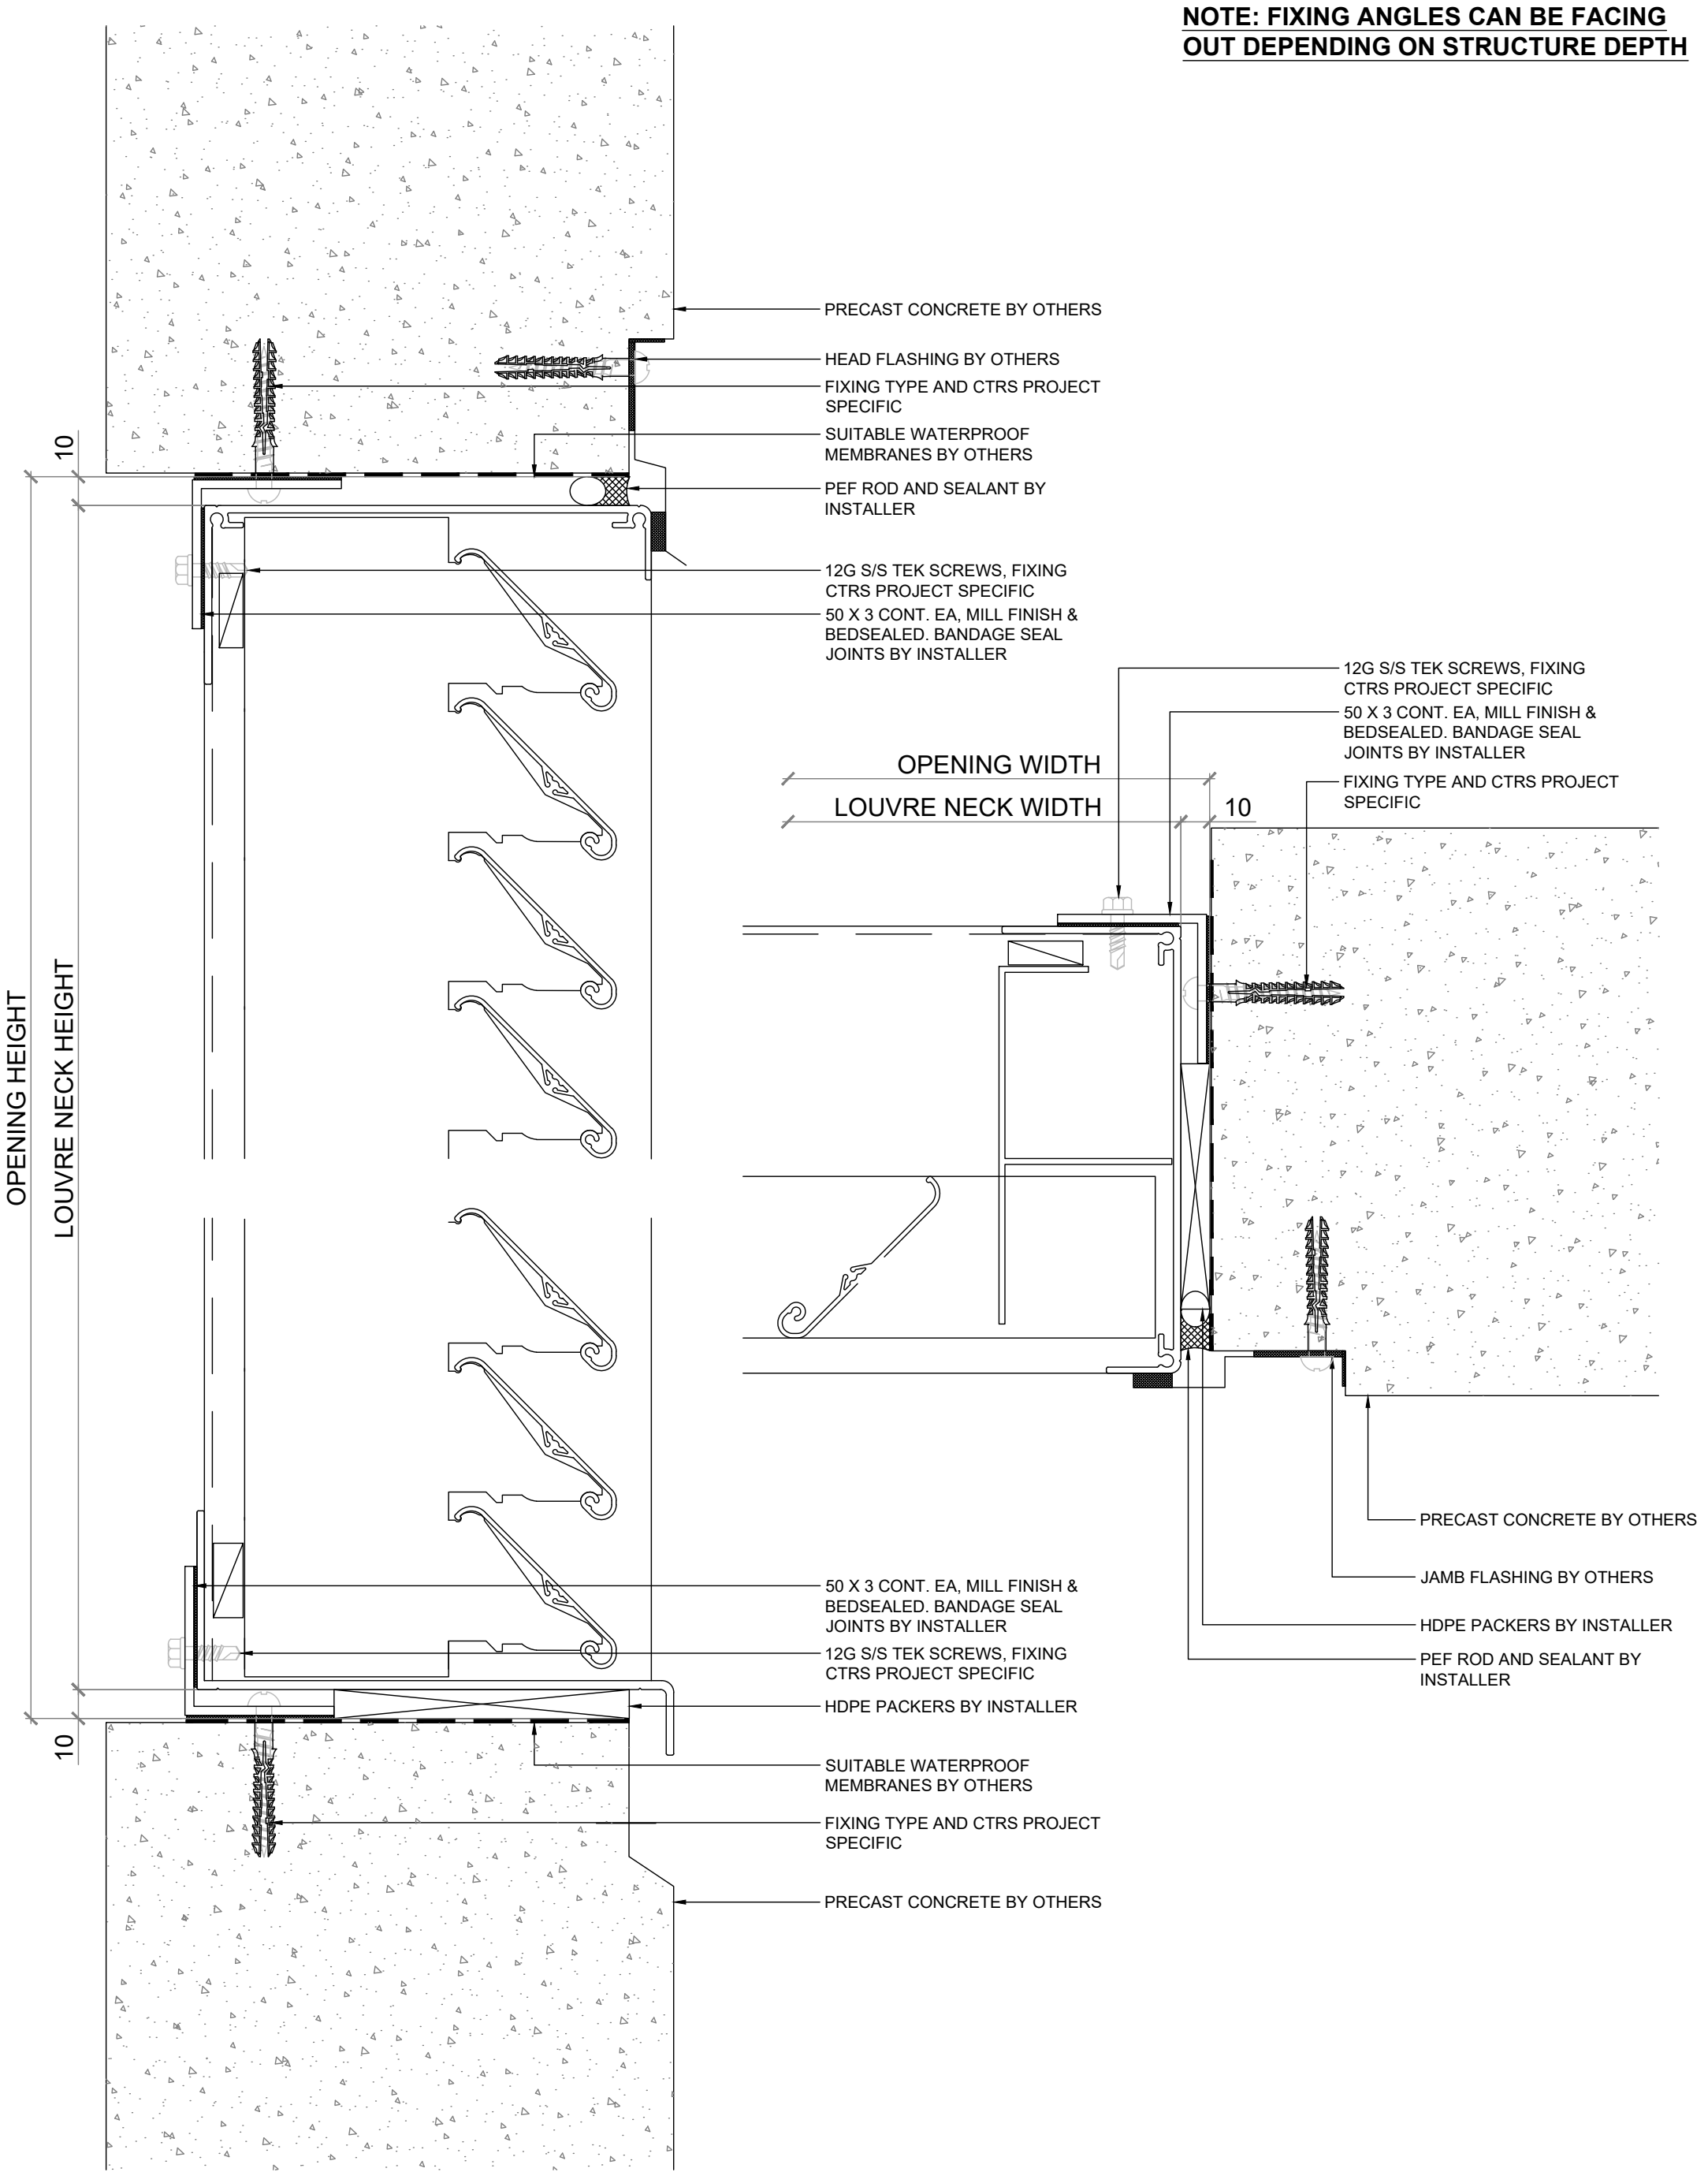 NOTE: FIXING ANGLES CAN BE FACING
OUT DEPENDING ON STRUCTURE DEPTH
PRECAST CONCRETE BY OTHERS
HEAD FLASHING BY OTHERS
FIXING TYPE AND CTRS PROJECT
SPECIFIC
SUITABLE WATERPROOF
MEMBRANES BY OTHERS
PEF ROD AND SEALANT BY
INSTALLER
12G S/S TEK SCREWS, FIXING
CTRS PROJECT SPECIFIC
50 X 3 CONT. EA, MILL FINISH &
BEDSEALED. BANDAGE SEAL
JOINTS BY INSTALLER
10
OPENING HEIGHT
LOUVRE NECK HEIGHT
10
50 X 3 CONT. EA, MILL FINISH &
BEDSEALED. BANDAGE SEAL
JOINTS BY INSTALLER
12G S/S TEK SCREWS, FIXING
CTRS PROJECT SPECIFIC
HDPE PACKERS BY INSTALLER
SUITABLE WATERPROOF
MEMBRANES BY OTHERS
FIXING TYPE AND CTRS PROJECT
SPECIFIC
PRECAST CONCRETE BY OTHERS
12G S/S TEK SCREWS, FIXING
CTRS PROJECT SPECIFIC
50 X 3 CONT. EA, MILL FINISH &
BEDSEALED. BANDAGE SEAL
JOINTS BY INSTALLER
FIXING TYPE AND CTRS PROJECT
SPECIFIC
OPENING WIDTH
LOUVRE NECK WIDTH
10
PRECAST CONCRETE BY OTHERS
JAMB FLASHING BY OTHERS
HDPE PACKERS BY INSTALLER
PEF ROD AND SEALANT BY
INSTALLER